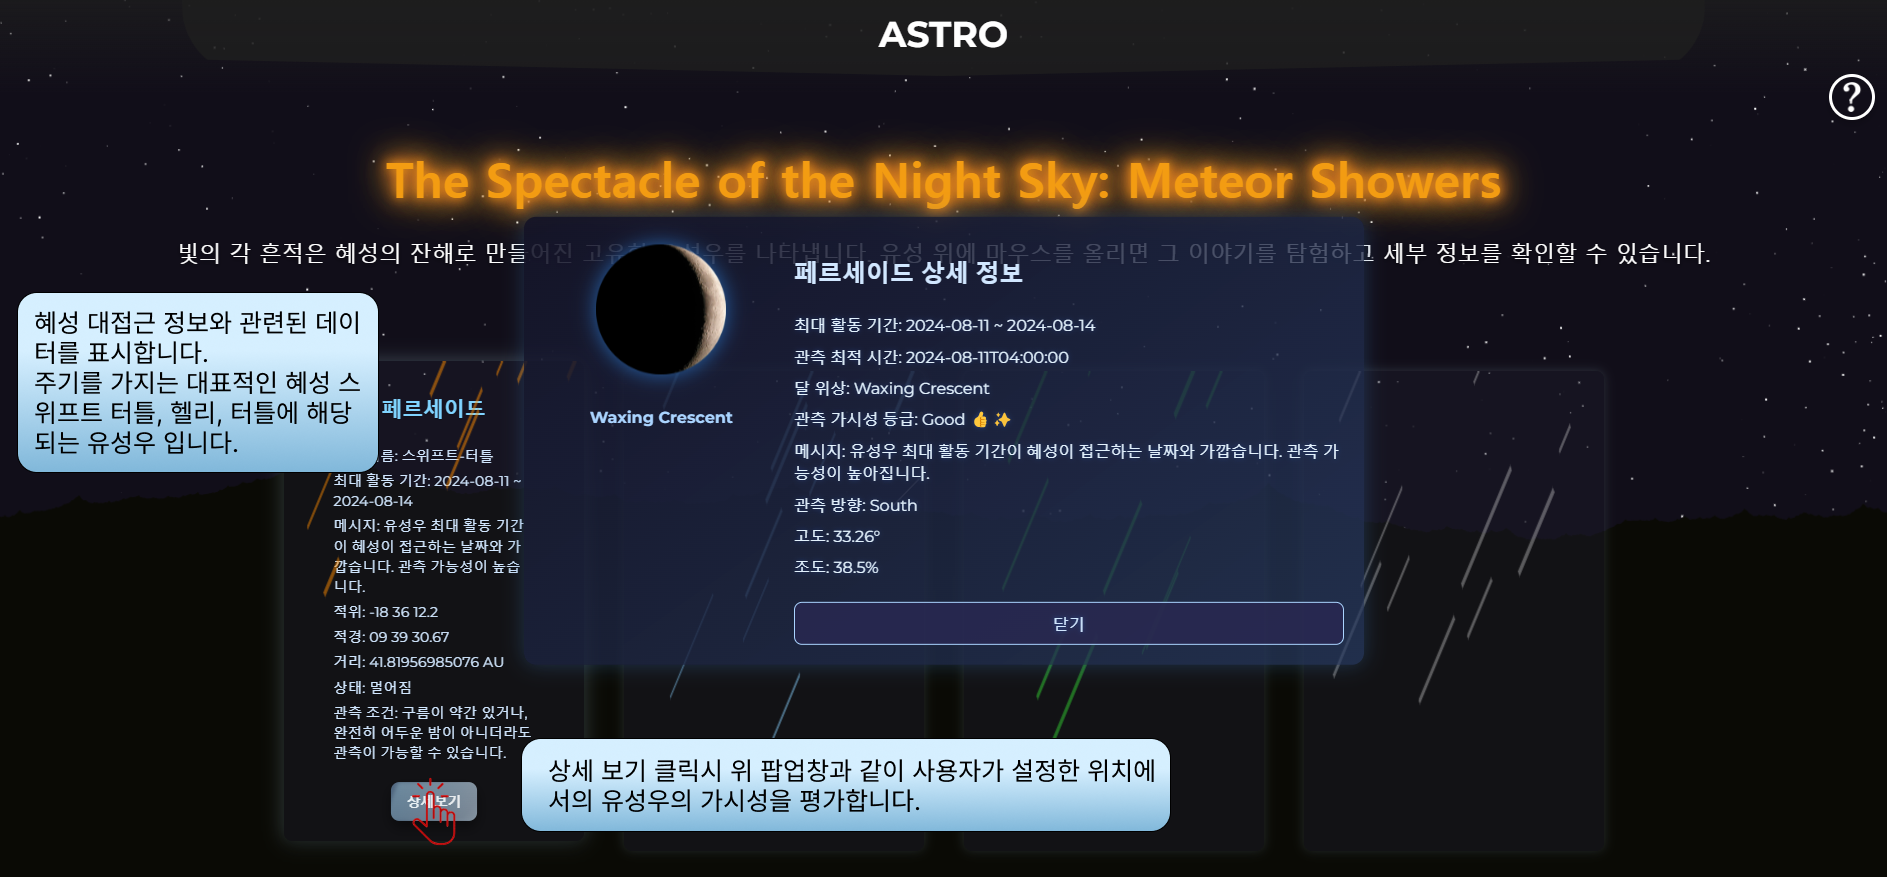 ASTRO
?
The Spectacle of the Night Sky: Meteor Showers
빛의 각 흔적은 혜성의 잔해로 만들어진 고유한 유성우를 나타냅니다. 유성 위에 마우스를 올리면 그 이야기를 탐험하고 세부 정보를 확인할 수 있습니다.
혜성 대접근 정보와 관련된 데이
터를 표시합니다.
주기를 가지는 대표적인 혜성 스
위프트 터틀, 헬리, 터틀에 해당
되는 유성우 입니다.
페르세이드
름: 스위프트-터틀
최대 활동 기간: 2024-08-11 ~
2024-08-14
메시지: 유성우 최대 활동 기간
이 혜성이 접근하는 날짜와 가
깝습니다. 관측 가능성이 높습
니다.
적위: -18 36 12.2
적경: 09 39 30.67
거리: 41.81956985076 AU
상태: 멀어짐
관측 조건: 구름이 약간 있거나,
완전히 어두운 밤이 아니더라도
관측이 가능할 수 있습니다.
상세보기
Waxing Crescent
페르세이드 상세 정보
최대 활동 기간: 2024-08-11 ~ 2024-08-14
관측 최적 시간: 2024-08-11T04:00:00
달 위상: Waxing Crescent
관측 가시성 등급: Good 👍✨
메시지: 유성우 최대 활동 기간이 혜성이 접근하는 날짜와 가깝습니다. 관측 가
능성이 높아집니다.
관측 방향: South
고도: 33.26°
조도: 38.5%
닫기
상세 보기 클릭시 위 팝업창과 같이 사용자가 설정한 위치에
서의 유성우의 가시성을 평가합니다.